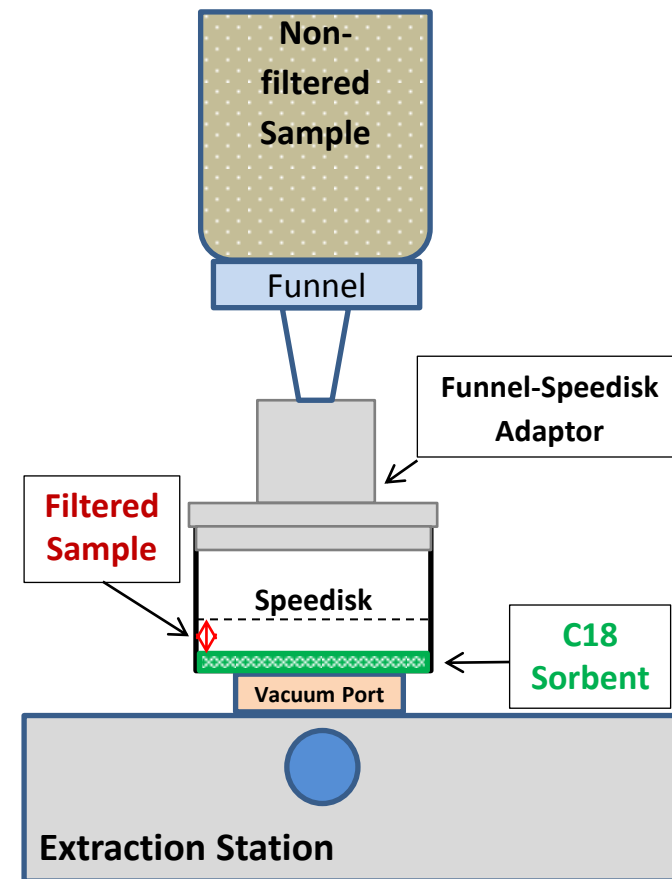 Non-
filtered
Sample
Funnel
Funnel-Speedisk
Adaptor
Filtered
Sample
Speedisk
C18
Sorbent
Vacuum Port
Extraction Station